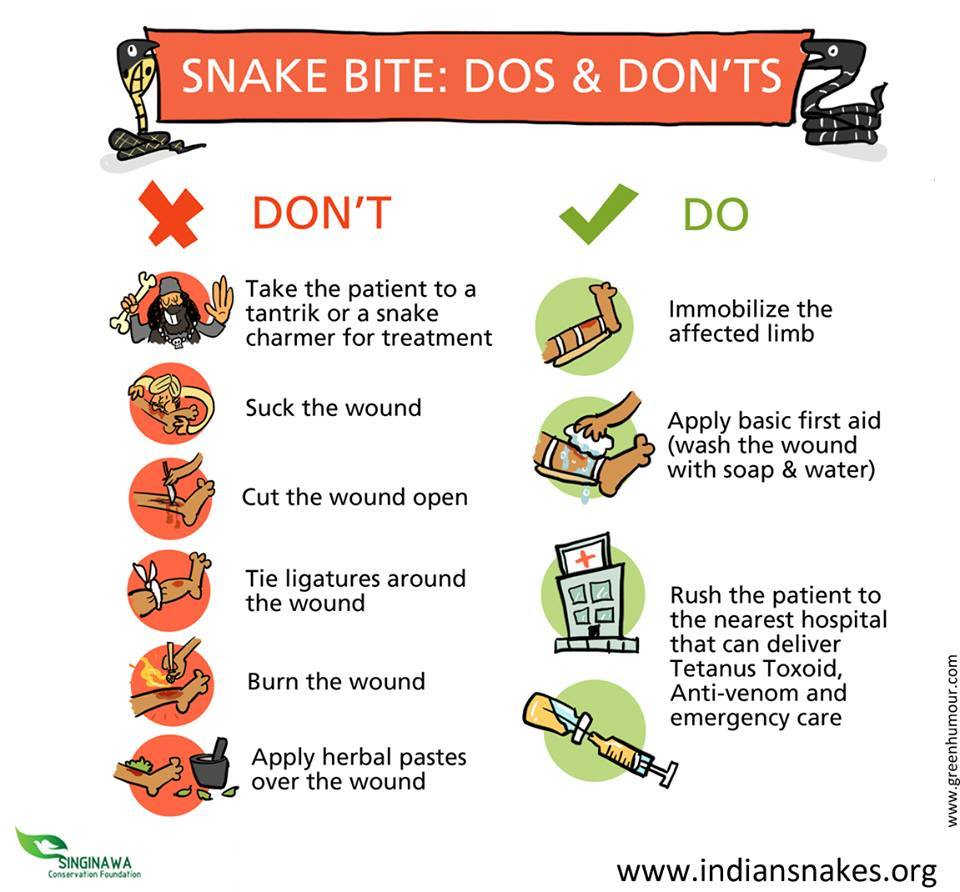 SNAKE BITE: DOS & DON'TS
DON'T
Take the patient to a
tantrik or a snake
charmer for treatment
Suck the wound
Cut the wound open
Tie ligatures around
the wound
Burn the wound
Apply herbal pastes
over the wound
DO
Immobilize the
affected limb
Apply basic first aid
(wash the wound
with soap & water)
Rush the patient to
the nearest hospital
that can deliver
Tetanus Toxoid,
Anti-venom and
emergency care
www.greenhumour.com
SINGINAWA
Conservation Foundation
www.indiansnakes.org